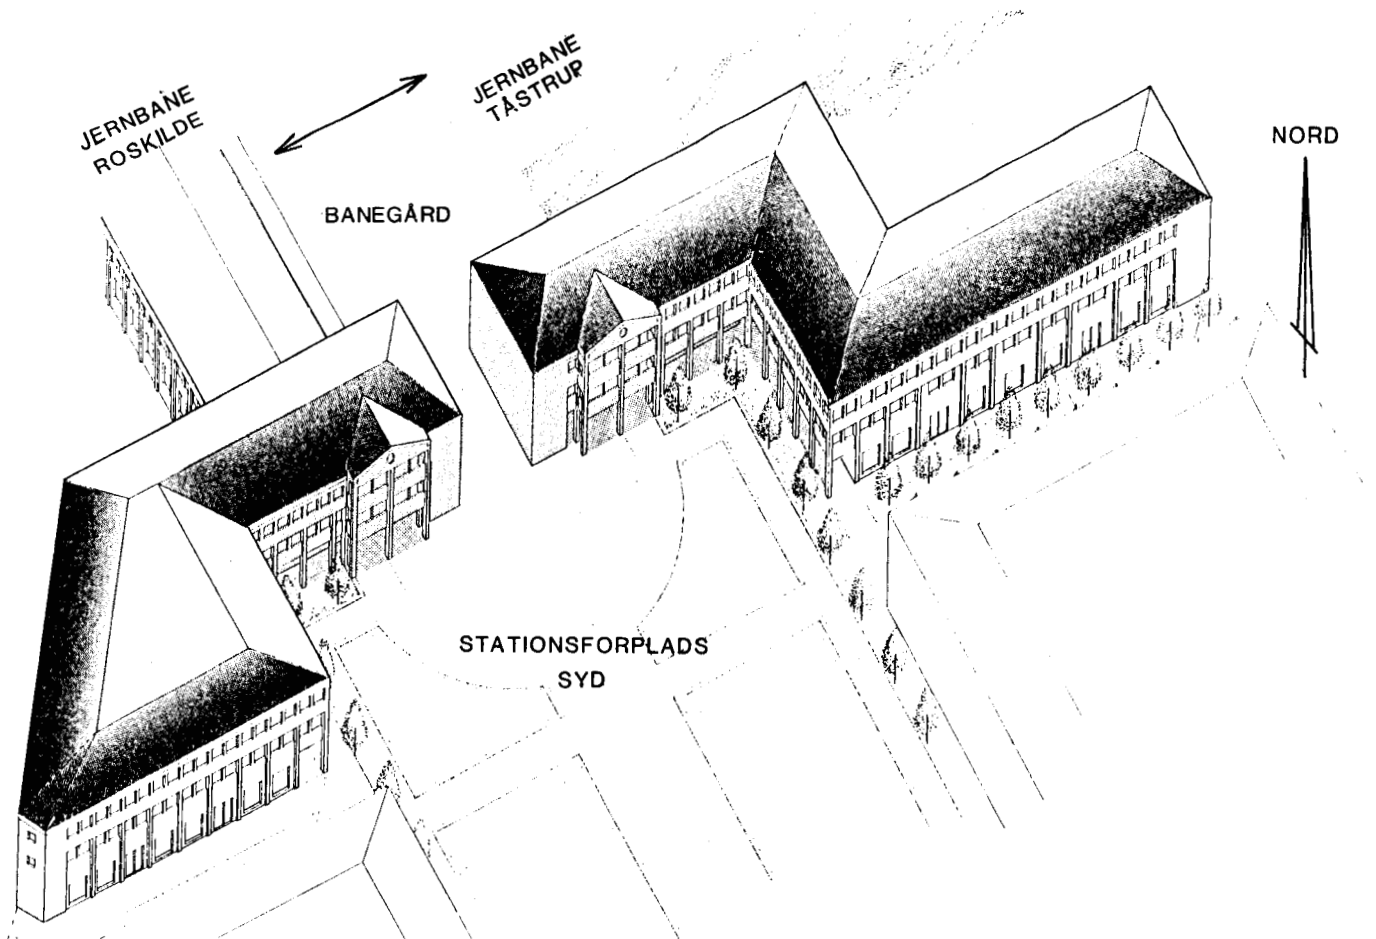 JERNBANE
ROSKILDE
JERNBANE
TÅSTRUP
NORD
BANEGÅRD
STATIONSFORPLADS
SYD